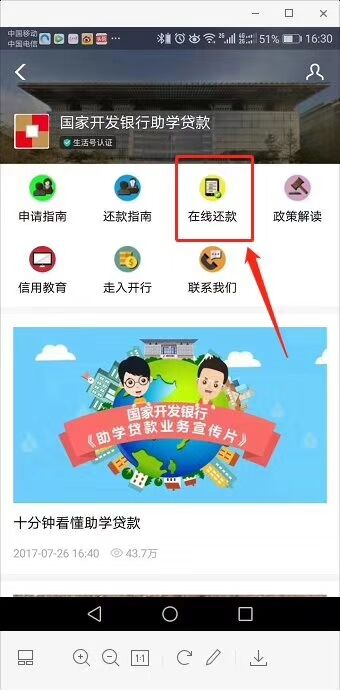 中国移动
中国电信
51% 16:30
国家开发银行助学贷款
生活号认证
申请指南 还款指南 在线还款 政策解读
信用教育 走入开行 联系我们
国家开发银行
《助学贷款业务宣传片》
十分钟看懂助学贷款
2017-07-26 16:40 43.7万
1:1